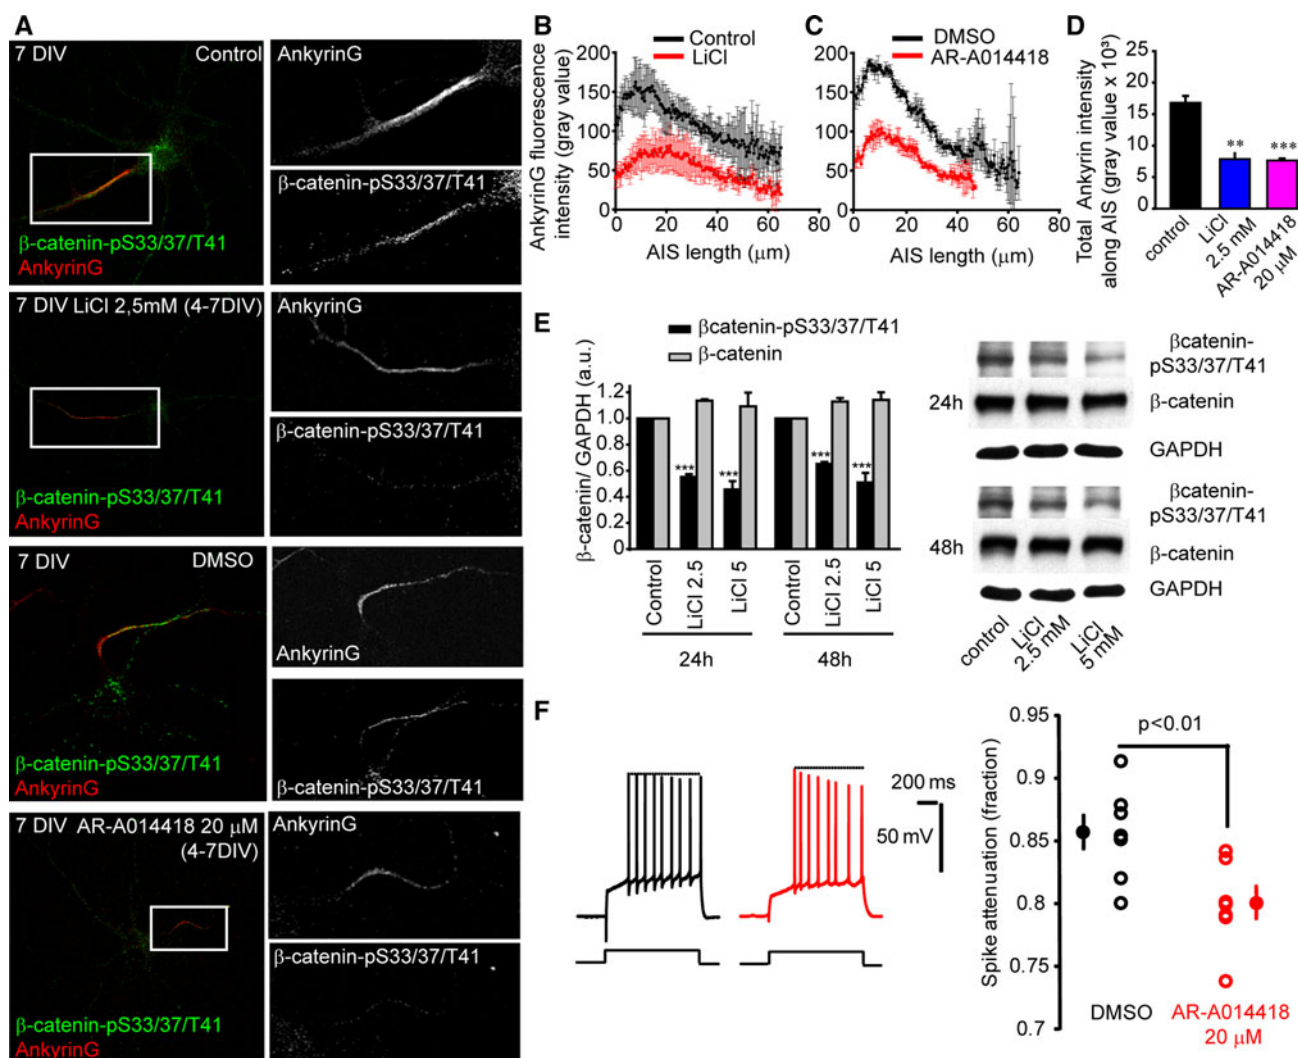 A
7 DIV
Control
β-catenin-pS33/37/T41
AnkyrinG
AnkyrinG
β-catenin-pS33/37/T41
7 DIV LiCl 2,5mM (4-7DIV)
β-catenin-pS33/37/T41
AnkyrinG
AnkyrinG
β-catenin-pS33/37/T41
7 DIV
DMSO
β-catenin-pS33/37/T41
AnkyrinG
AnkyrinG
β-catenin-pS33/37/T41
7 DIV
AR-A014418 20 μM
(4-7DIV)
β-catenin-pS33/37/T41
AnkyrinG
AnkyrinG
β-catenin-pS33/37/T41
B
Control
LiCl
AnkyrinG fluorescence
intensity (gray value)
200
150
100
50
0
0 20 40 60 80
AIS length (μm)
C
DMSO
AR-A014418
200
150
100
50
0
0 20 40 60 80
AIS length (μm)
D
Total Ankyrin intensity
along AIS (gray value x 10³)
25
20
15
10
5
0
** ***
control
LiCl
2.5 mM
AR-A014418
20 μM
E
βcatenin-pS33/37/T41
β-catenin
β-catenin/ GAPDH (a.u.)
1.2
1
0.8
0.6
0.4
0.2
0
*** *** *** ***
Control
LiCl 2.5
LiCl 5
Control
LiCl 2.5
LiCl 5
24h
48h
βcatenin-
pS33/37/T41
24h
β-catenin
GAPDH
βcatenin-
pS33/37/T41
48h
β-catenin
GAPDH
control
LiCl
2.5 mM
LiCl
5 mM
F
200 ms
50 mV
Spike attenuation (fraction)
0.95
0.9
0.85
0.8
0.75
0.7
p<0.01
DMSO
AR-A014418
20 μM